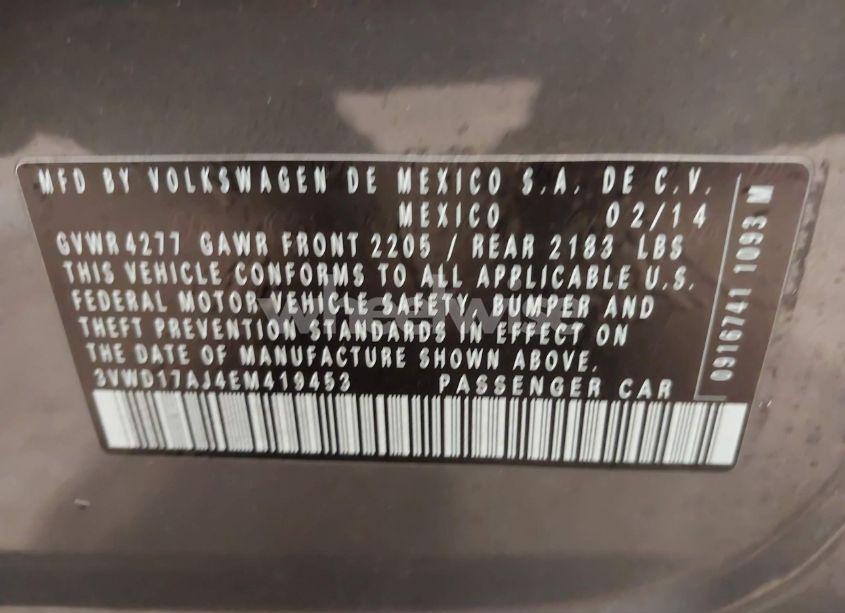 MFD BY VOLKSWAGEN DE MEXICO S.A. DE C.V.
MEXICO 02/14
GVWR 4277 GAWR FRONT 2205 / REAR 2183 LBS
THIS VEHICLE CONFORMS TO ALL APPLICABLE U.S.
FEDERAL MOTOR VEHICLE SAFETY, BUMPER AND
THEFT PREVENTION STANDARDS IN EFFECT ON
THE DATE OF MANUFACTURE SHOWN ABOVE.
3VWD17AJ4EM419453 PASSENGER CAR
0916741 1093 M